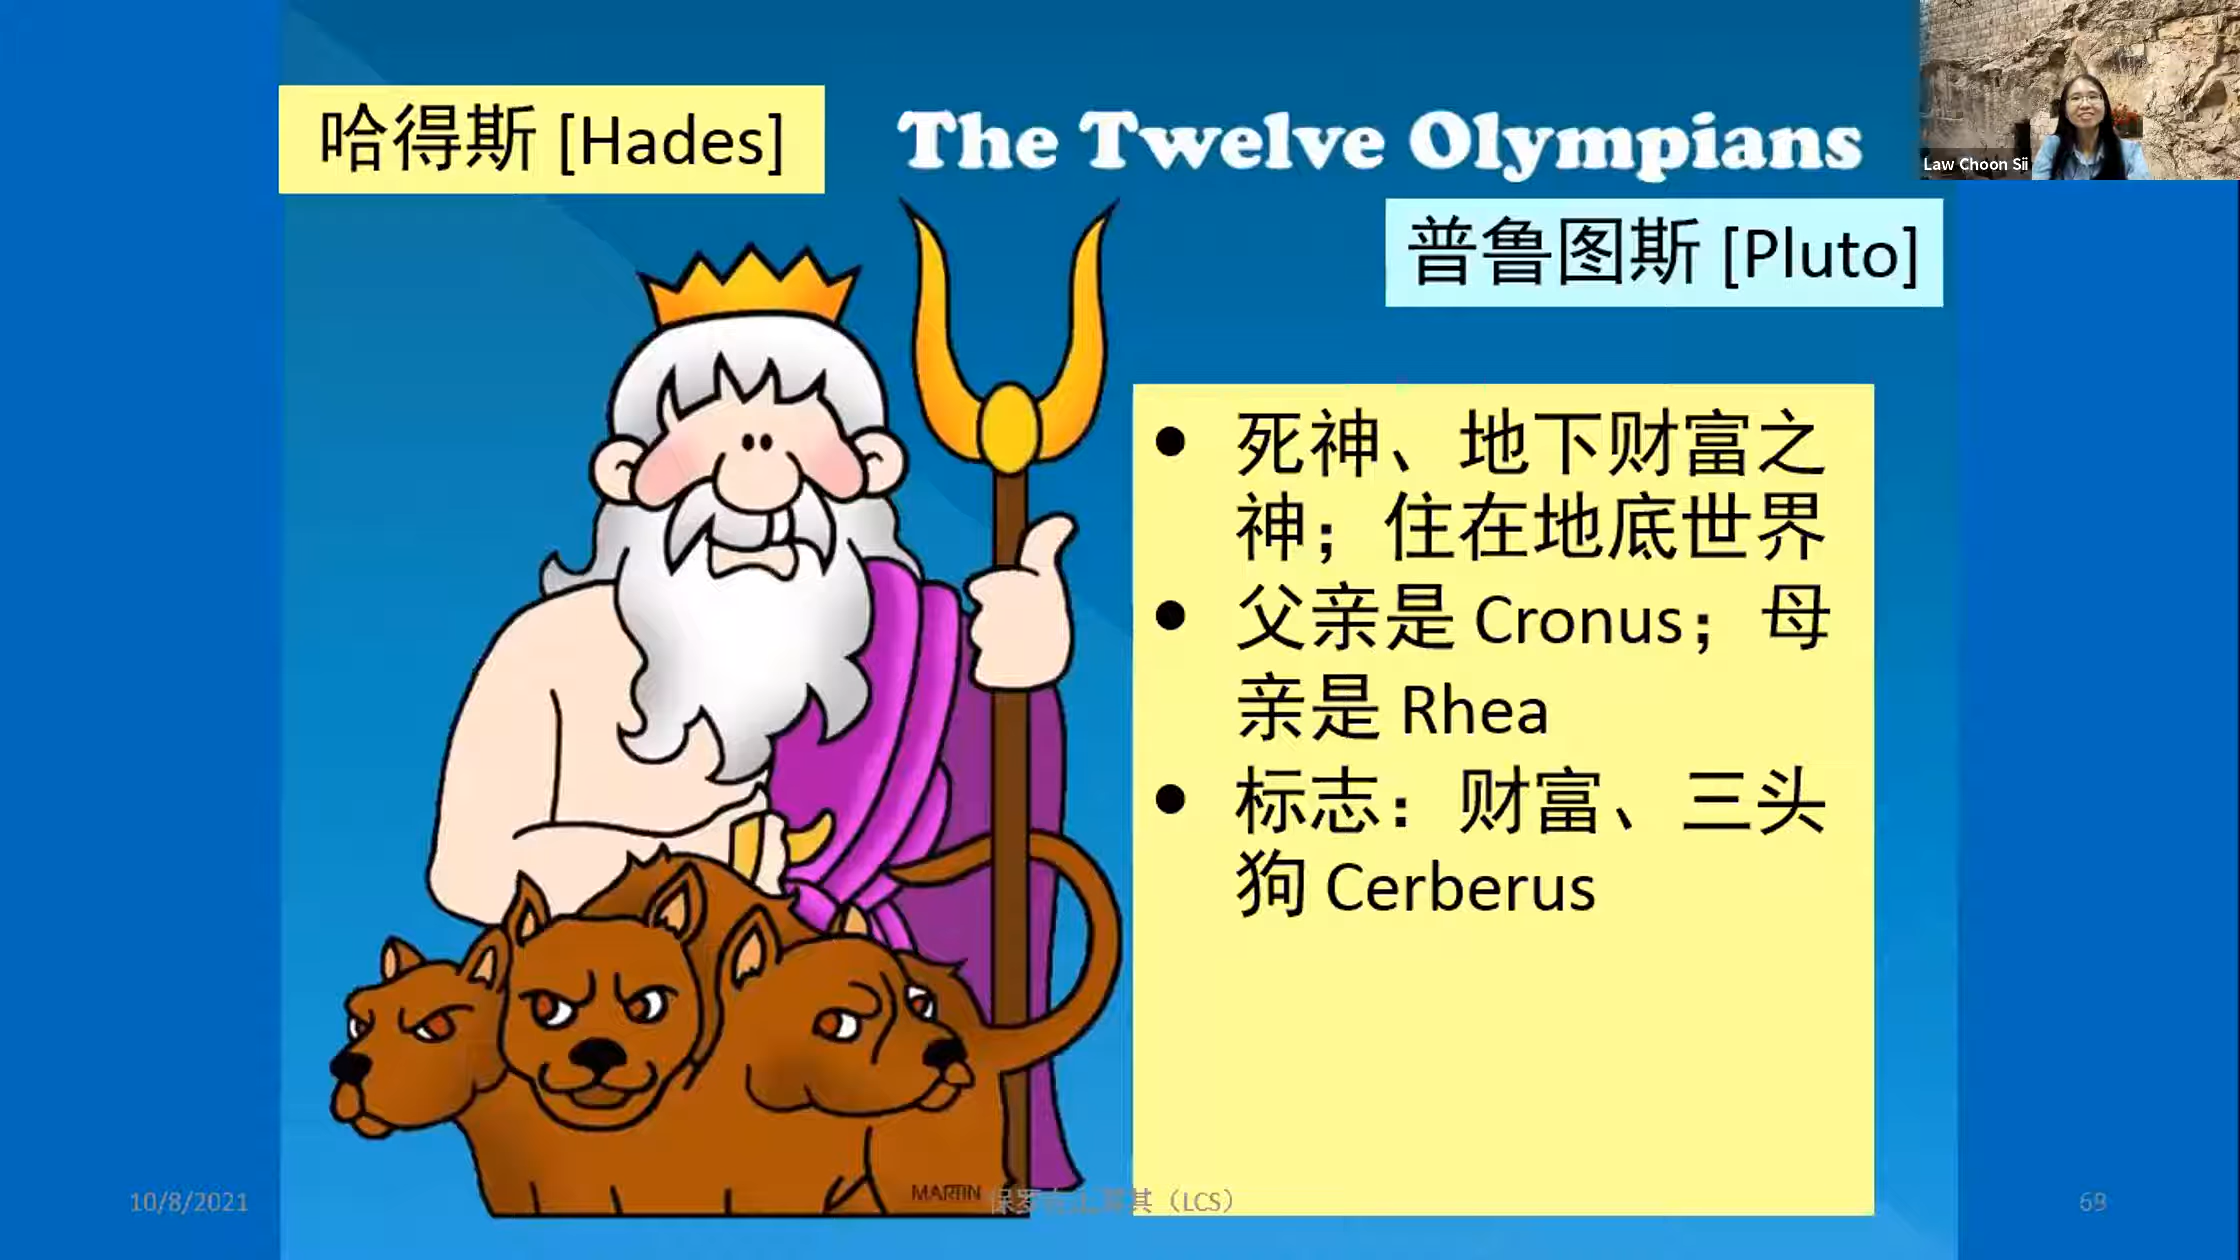 哈得斯 [Hades]
The Twelve Olympians
Law Choon Sii
普鲁图斯 [Pluto]
● 死神、地下财富之
神；住在地底世界
● 父亲是 Cronus；母
亲是 Rhea
● 标志：财富、三头
狗 Cerberus
MARTIN
10/8/2021
（LCS）